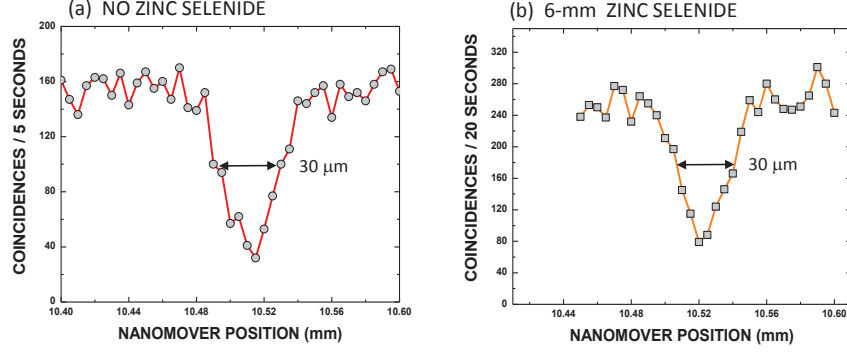 (a) NO ZINC SELENIDE
COINCIDENCES / 5 SECONDS
200
160
120
80
40
0
30 μm
10.40 10.44 10.48 10.52 10.56 10.60
NANOMOVER POSITION (mm)
(b) 6-mm ZINC SELENIDE
COINCIDENCES / 20 SECONDS
320
280
240
200
160
120
80
40
0
30 μm
10.44 10.48 10.52 10.56 10.60
NANOMOVER POSITION (mm)